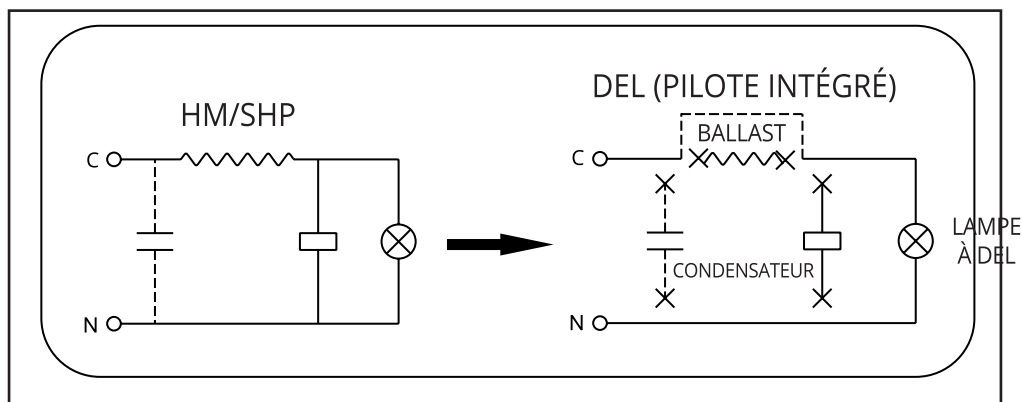 HM/SHP
C
N
DEL (PILOTE INTÉGRÉ)
BALLAST
C
CONDENSATEUR
LAMPE
À DEL
N